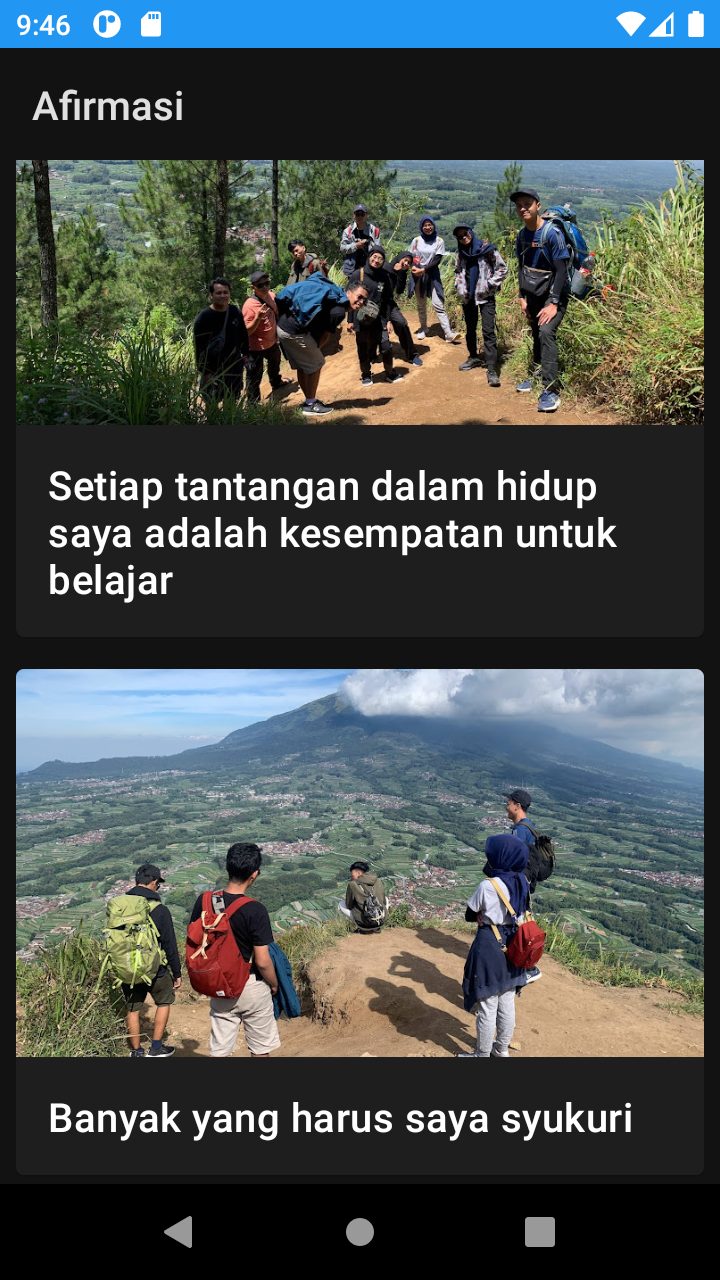 9:46
Afirmasi
Setiap tantangan dalam hidup
saya adalah kesempatan untuk
belajar
Banyak yang harus saya syukuri